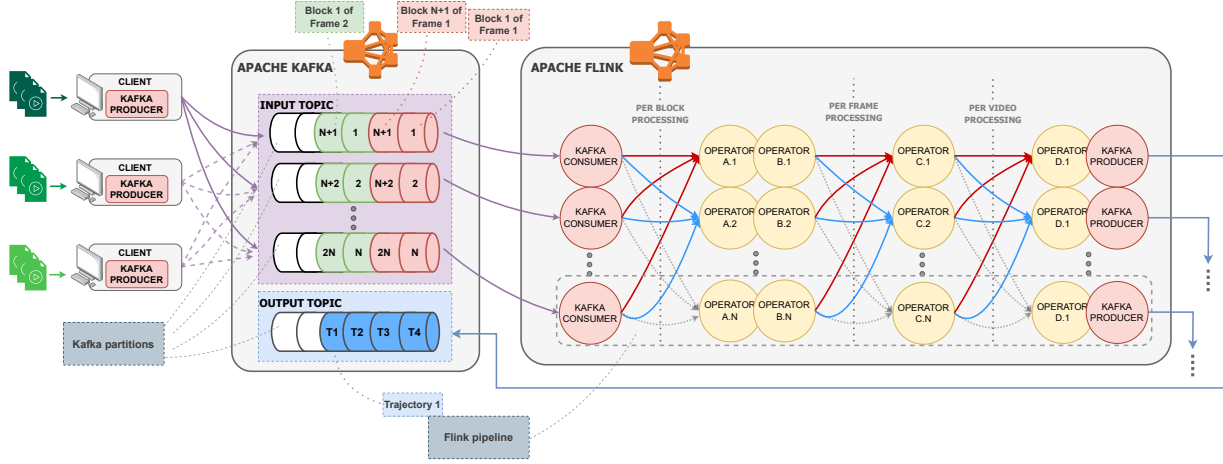 Block 1 of
Frame 2
Block N+1 of
Frame 1
Block 1 of
Frame 1
APACHE KAFKA
APACHE FLINK
CLIENT
KAFKA
PRODUCER
CLIENT
KAFKA
PRODUCER
CLIENT
KAFKA
PRODUCER
INPUT TOPIC
N+1 1 N+1 1
N+2 2 N+2 2
2N N 2N N
OUTPUT TOPIC
T1 T2 T3 T4
PER BLOCK
PROCESSING
PER FRAME
PROCESSING
PER VIDEO
PROCESSING
KAFKA
CONSUMER
OPERATOR
A.1
OPERATOR
B.1
OPERATOR
C.1
OPERATOR
D.1
KAFKA
PRODUCER
KAFKA
CONSUMER
OPERATOR
A.2
OPERATOR
B.2
OPERATOR
C.2
OPERATOR
D.1
KAFKA
PRODUCER
KAFKA
CONSUMER
OPERATOR
A.N
OPERATOR
B.N
OPERATOR
C.N
OPERATOR
D.1
KAFKA
PRODUCER
Kafka partitions
Trajectory 1
Flink pipeline